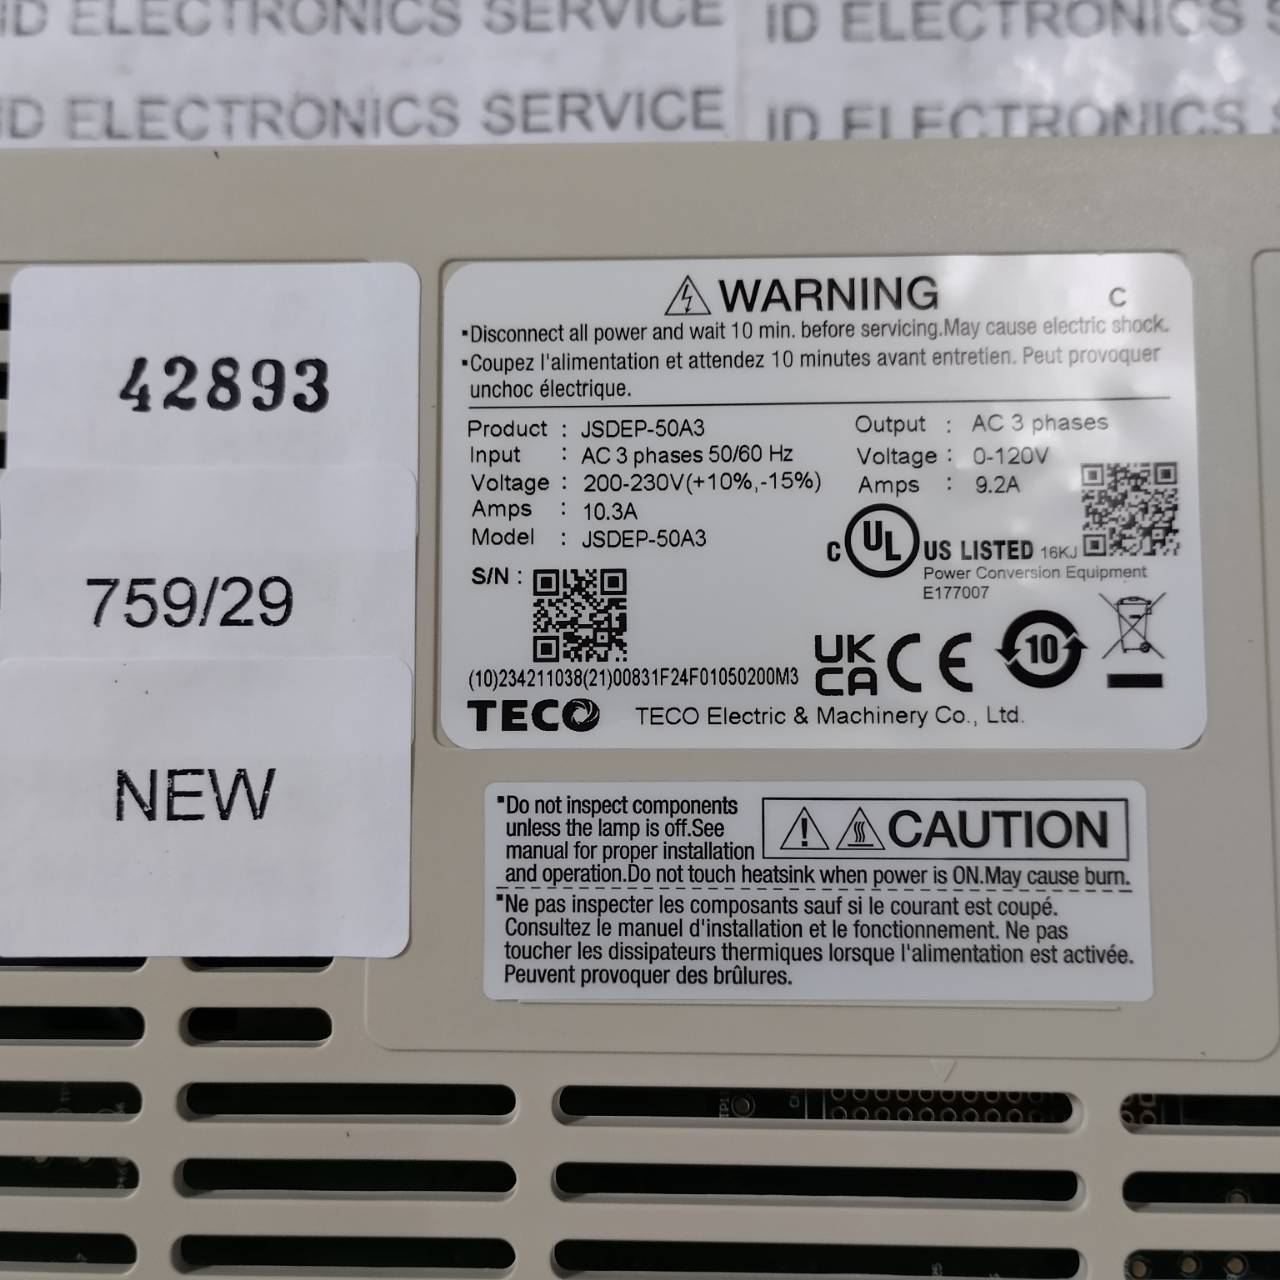 ID ELECTRONICS SERVICE
ID ELECTRONICS
ID ELECTRONICS SERVICE
ID ELECTRONICS
42893
759/29
NEW
WARNING
C
▪Disconnect all power and wait 10 min. before servicing.May cause electric shock.
▪Coupez l'alimentation et attendez 10 minutes avant entretien. Peut provoquer
unchoc électrique.
Product : JSDEP-50A3
Input : AC 3 phases 50/60 Hz
Voltage : 200-230V(+10%,-15%)
Amps : 10.3A
Model : JSDEP-50A3
S/N :
Output : AC 3 phases
Voltage : 0-120V
Amps : 9.2A
C UL US LISTED 16KJ
Power Conversion Equipment
E177007
UK
CA
CE
10
(10)234211038(21)00831F24F01050200M3
TECO TECO Electric & Machinery Co., Ltd.
CAUTION
▪Do not inspect components
unless the lamp is off.See
manual for proper installation
and operation.Do not touch heatsink when power is ON.May cause burn.
▪Ne pas inspecter les composants sauf si le courant est coupé.
Consultez le manuel d'installation et le fonctionnement. Ne pas
toucher les dissipateurs thermiques lorsque l'alimentation est activée.
Peuvent provoquer des brûlures.
TP1